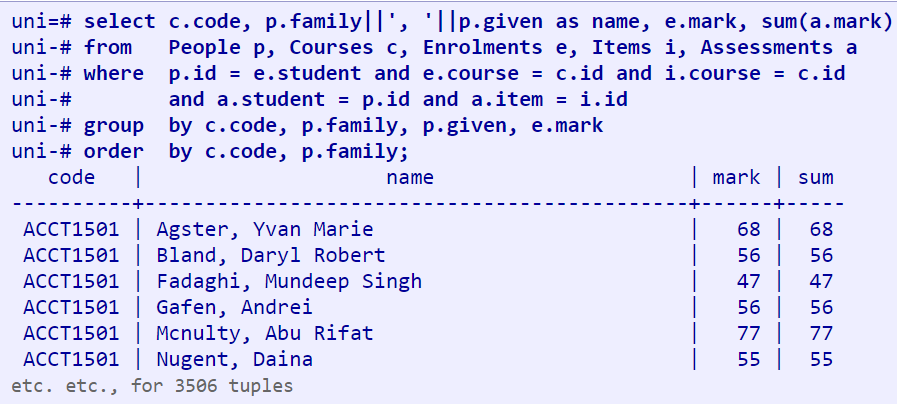 uni=# select c.code, p.family||', '||p.given as name, e.mark, sum(a.mark)
uni-# from   People p, Courses c, Enrolments e, Items i, Assessments a
uni-# where  p.id = e.student and e.course = c.id and i.course = c.id
uni-#        and a.student = p.id and a.item = i.id
uni-# group  by c.code, p.family, p.given, e.mark
uni-# order  by c.code, p.family;
   code   |                    name                     | mark | sum
----------+---------------------------------------------+------+-----
 ACCT1501 | Agster, Yvan Marie                          |   68 |  68
 ACCT1501 | Bland, Daryl Robert                         |   56 |  56
 ACCT1501 | Fadaghi, Mundeep Singh                      |   47 |  47
 ACCT1501 | Gafen, Andrei                               |   56 |  56
 ACCT1501 | Mcnulty, Abu Rifat                          |   77 |  77
 ACCT1501 | Nugent, Daina                               |   55 |  55
etc. etc., for 3506 tuples